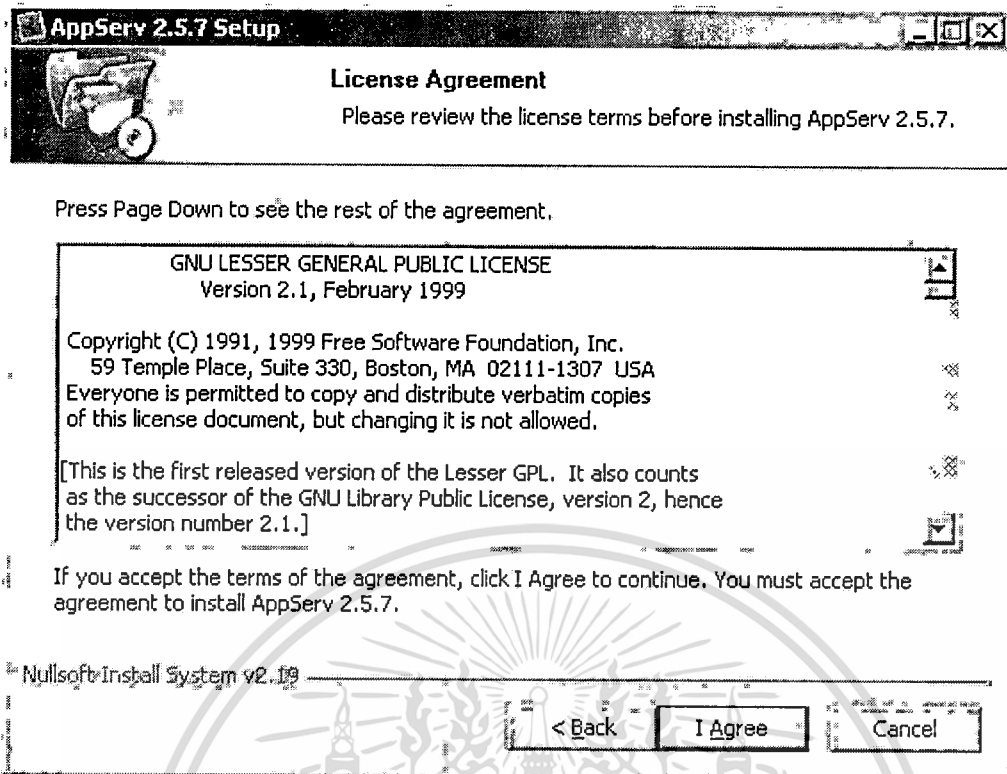 AppServ 2.5.7 Setup
License Agreement
Please review the license terms before installing AppServ 2.5.7.
Press Page Down to see the rest of the agreement.
GNU LESSER GENERAL PUBLIC LICENSE
Version 2.1, February 1999
Copyright (C) 1991, 1999 Free Software Foundation, Inc.
59 Temple Place, Suite 330, Boston, MA 02111-1307 USA
Everyone is permitted to copy and distribute verbatim copies
of this license document, but changing it is not allowed.
[This is the first released version of the Lesser GPL. It also counts
as the successor of the GNU Library Public License, version 2, hence
the version number 2.1.]
If you accept the terms of the agreement, click I Agree to continue. You must accept the
agreement to install AppServ 2.5.7.
Nullsoft Install System v2.19
< Back
I Agree
Cancel